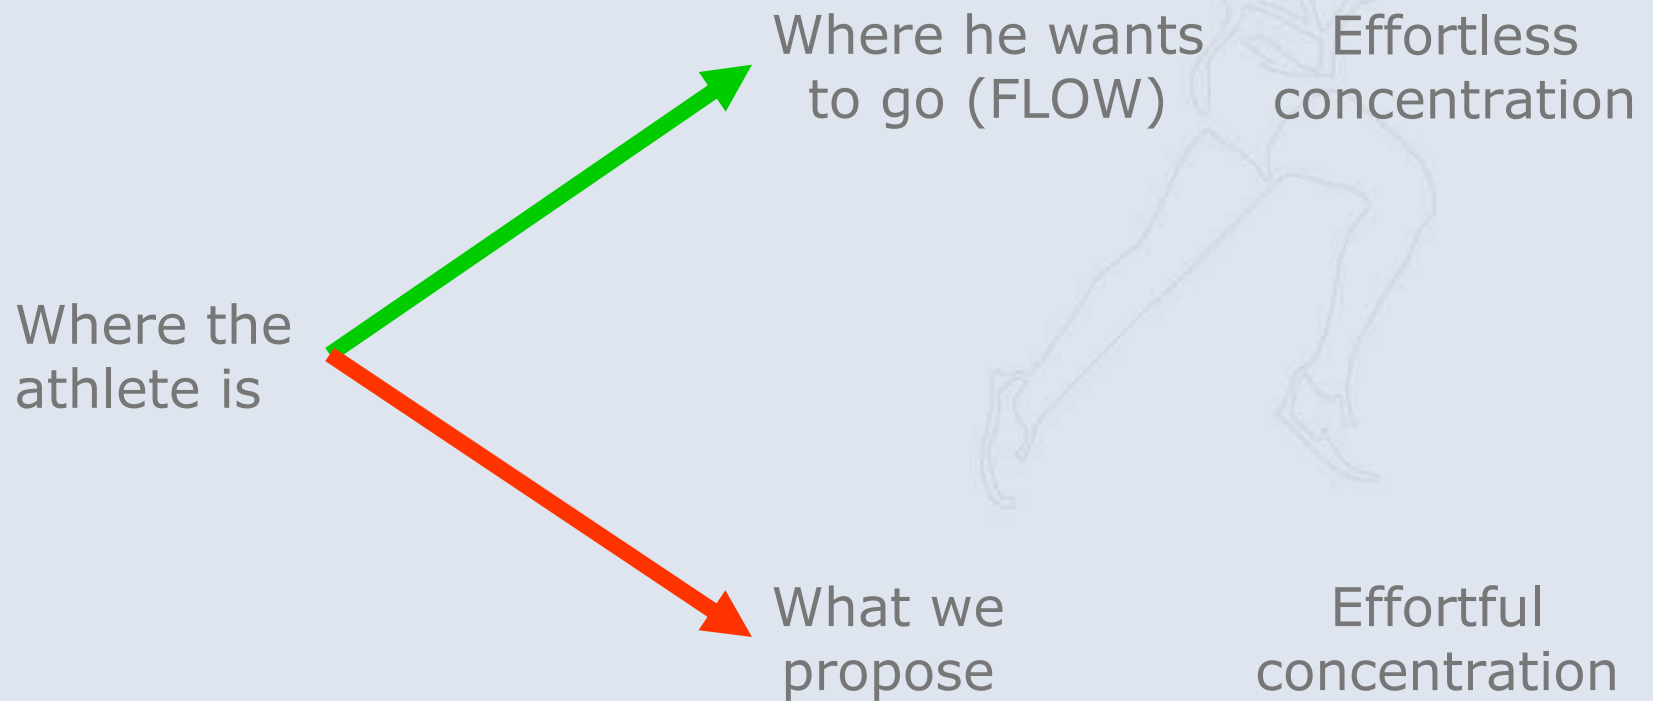 Where he wants
to go (FLOW)
Effortless
concentration
Where the
athlete is
What we
propose
Effortful
concentration